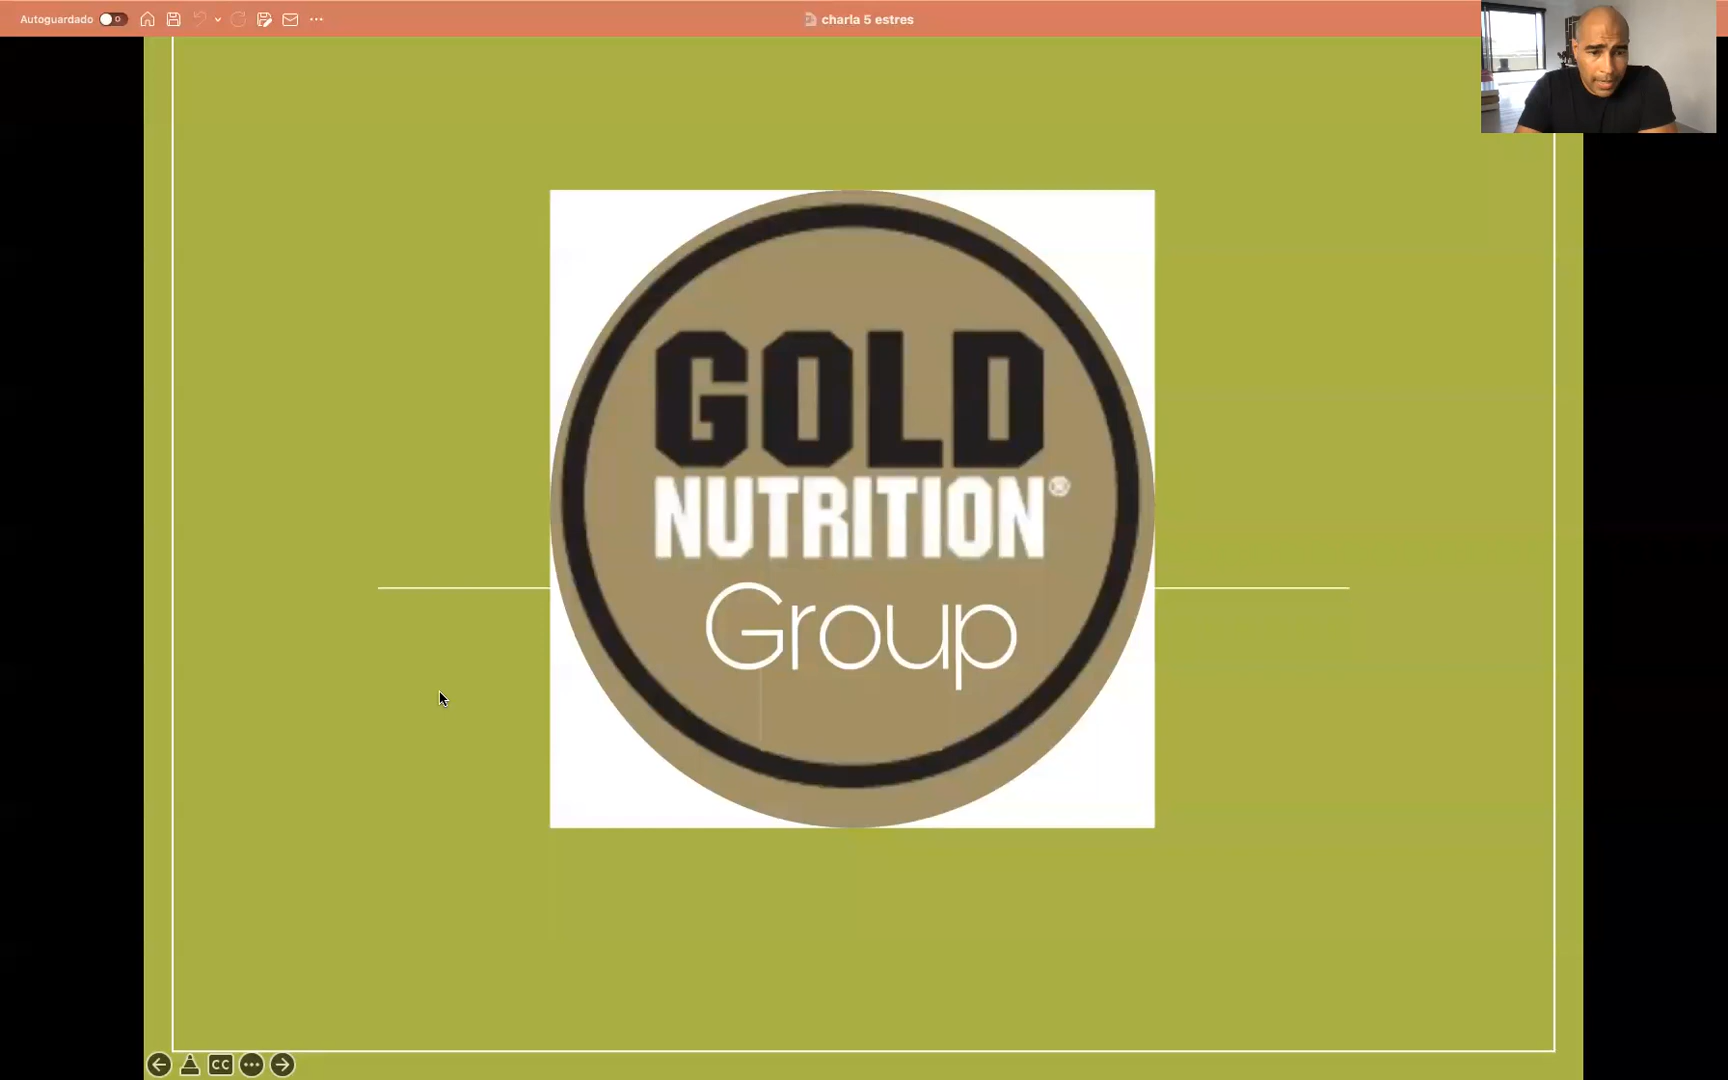 Autoguardado
charla 5 estres
GOLD
NUTRITION®
Group
CC